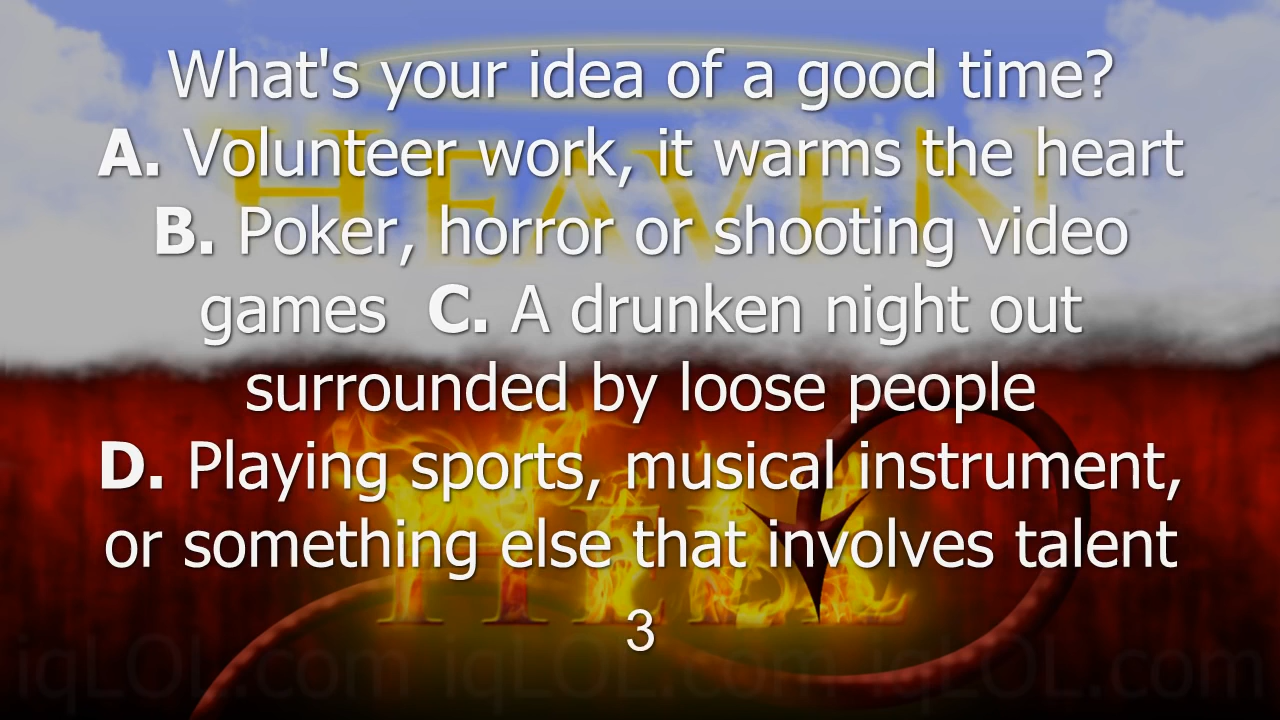 What's your idea of a good time?
A. Volunteer work, it warms the heart
HEAVEN
B. Poker, horror or shooting video
games C. A drunken night out
surrounded by loose people
D. Playing sports, musical instrument,
or something else that involves talent
HELL
3
iqLOL.com iqLOL.com iqLOL.com